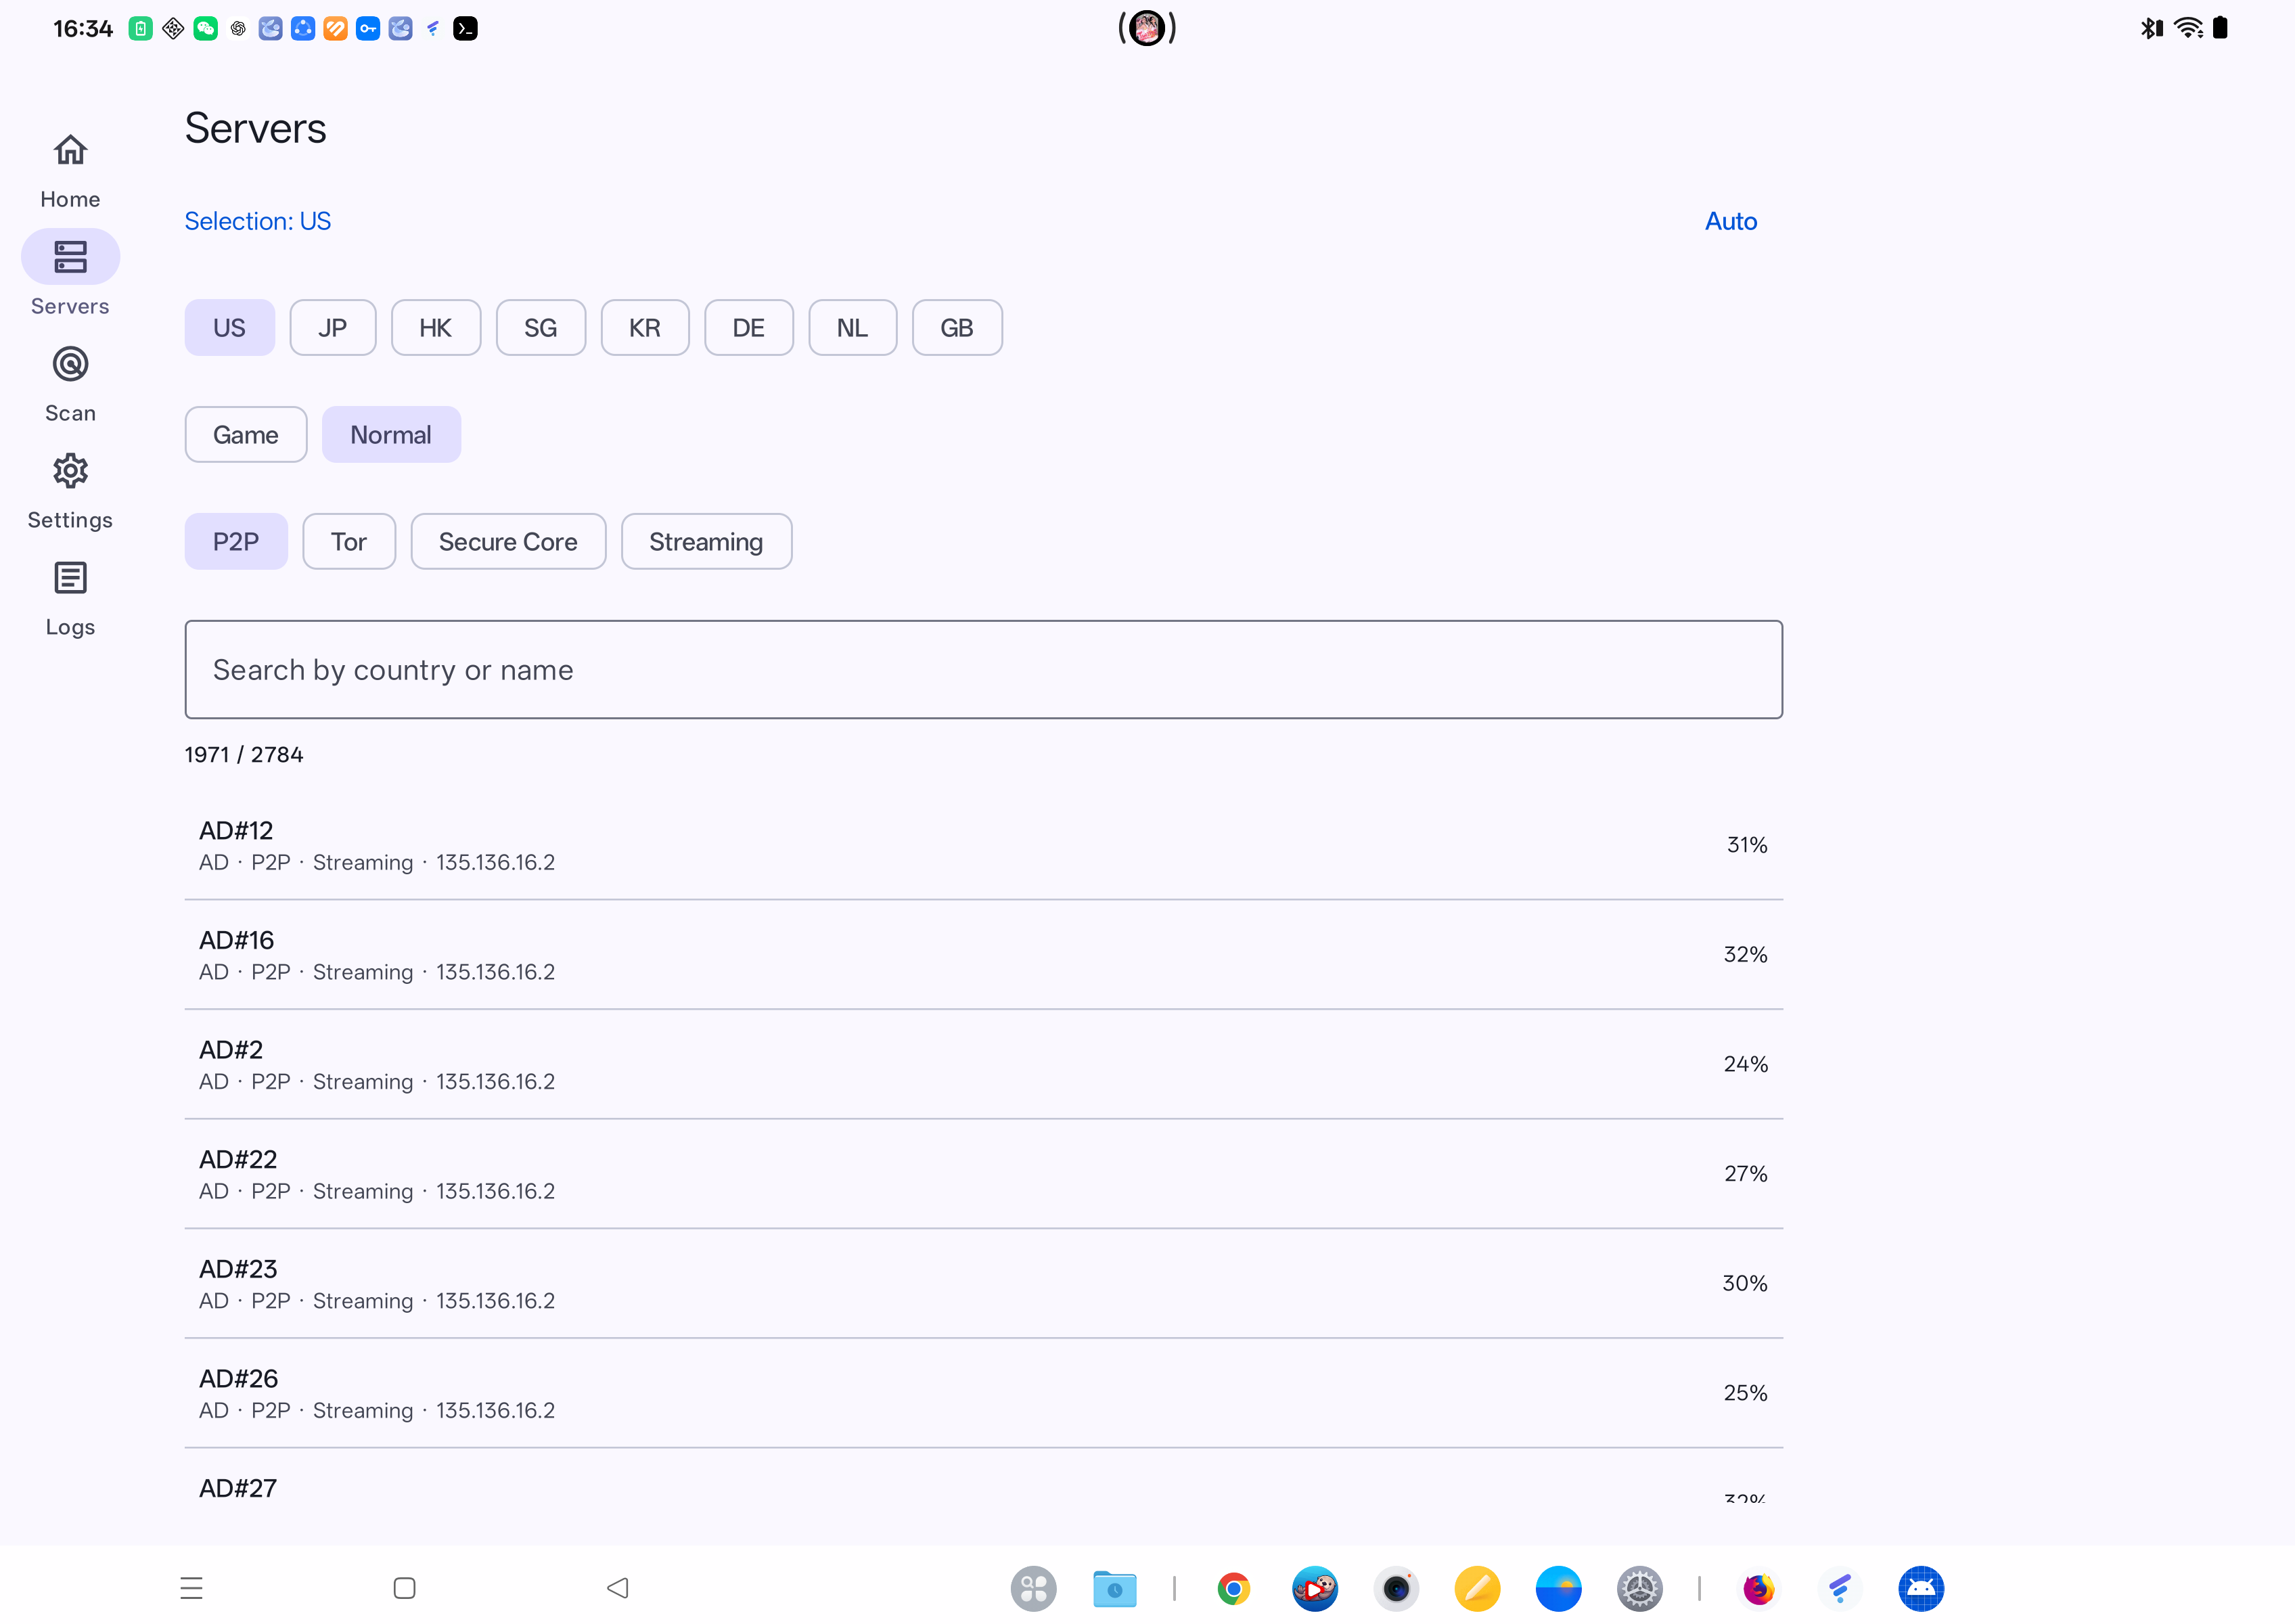 16:34
Servers
Home
Selection: US
Auto
Servers
US
JP
HK
SG
KR
DE
NL
GB
Scan
Game
Normal
Settings
P2P
Tor
Secure Core
Streaming
Logs
Search by country or name
1971 / 2784
AD#12
AD · P2P · Streaming · 135.136.16.2
31%
AD#16
AD · P2P · Streaming · 135.136.16.2
32%
AD#2
AD · P2P · Streaming · 135.136.16.2
24%
AD#22
AD · P2P · Streaming · 135.136.16.2
27%
AD#23
AD · P2P · Streaming · 135.136.16.2
30%
AD#26
AD · P2P · Streaming · 135.136.16.2
25%
AD#27